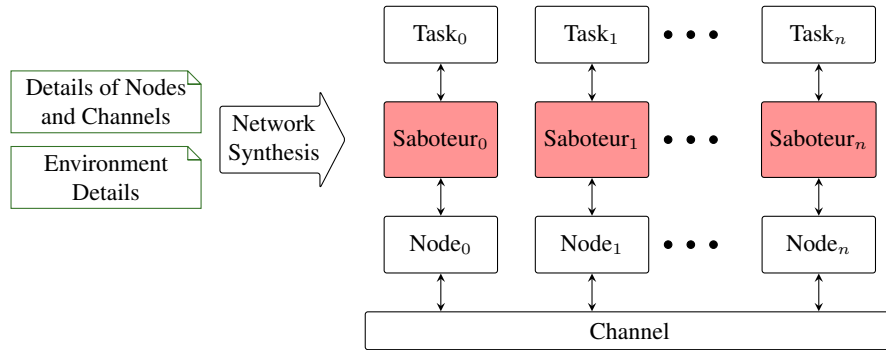 Details of Nodes
and Channels
Environment
Details
Network
Synthesis
Task₀ Task₁ • • • Taskₙ
Saboteur₀ Saboteur₁ • • • Saboteurₙ
Node₀ Node₁ • • • Nodeₙ
Channel